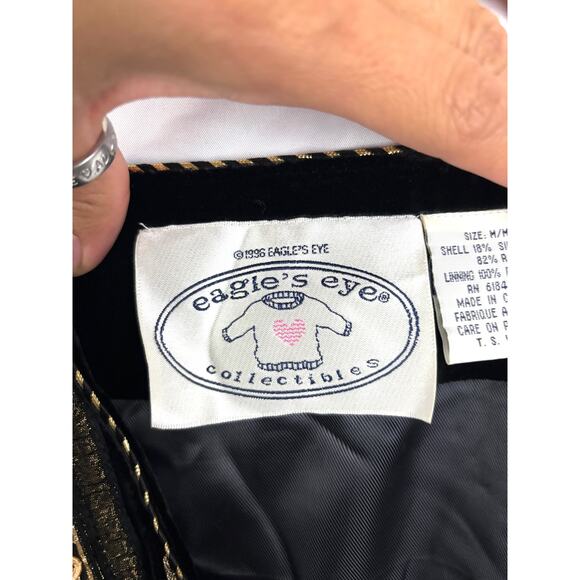 ©1996 EAGLE'S EYE
eagle's eye®
collectibles
SIZE: M/M
SHELL 18% SI
82% R
LINING 100%
RN 6184
MADE IN C
FABRIQUE A
CARE ON
T. S.